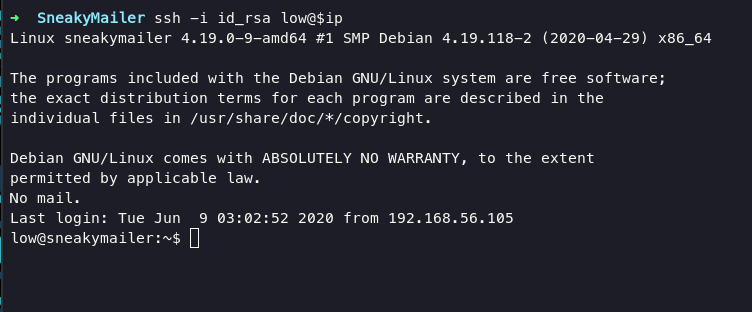 ➜  SneakyMailer ssh -i id_rsa low@$ip
Linux sneakymailer 4.19.0-9-amd64 #1 SMP Debian 4.19.118-2 (2020-04-29) x86_64
The programs included with the Debian GNU/Linux system are free software;
the exact distribution terms for each program are described in the
individual files in /usr/share/doc/*/copyright.
Debian GNU/Linux comes with ABSOLUTELY NO WARRANTY, to the extent
permitted by applicable law.
No mail.
Last login: Tue Jun  9 03:02:52 2020 from 192.168.56.105
low@sneakymailer:~$